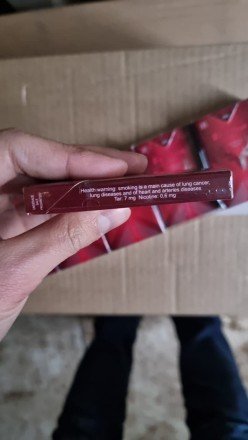 Health warning: smoking is a main cause of lung cancer,
lung diseases and of heart and arteries diseases
Tar: 7 mg Nicotine: 0,6 mg